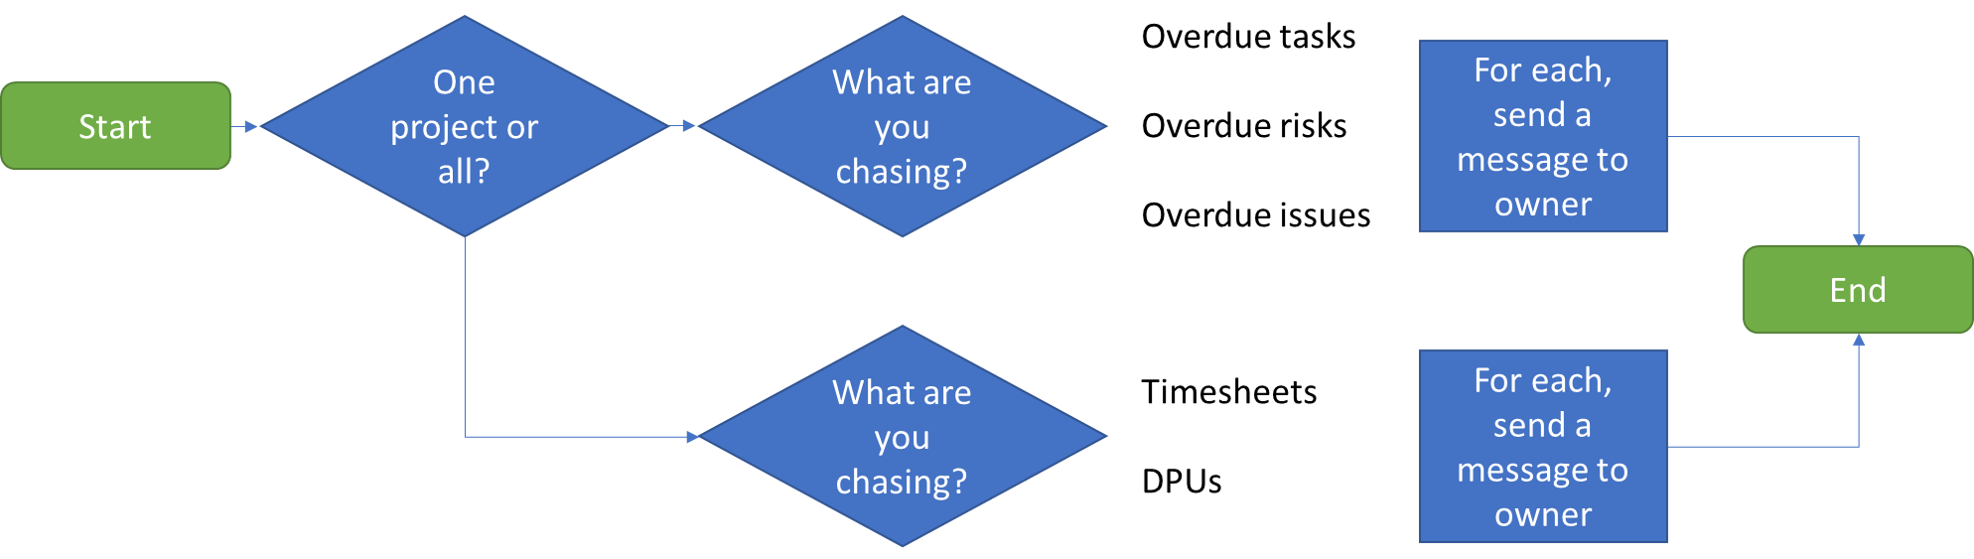 Start
One
project or
all?
What are
you
chasing?
Overdue tasks
Overdue risks
Overdue issues
For each,
send a
message to
owner
End
What are
you
chasing?
Timesheets
DPUs
For each,
send a
message to
owner